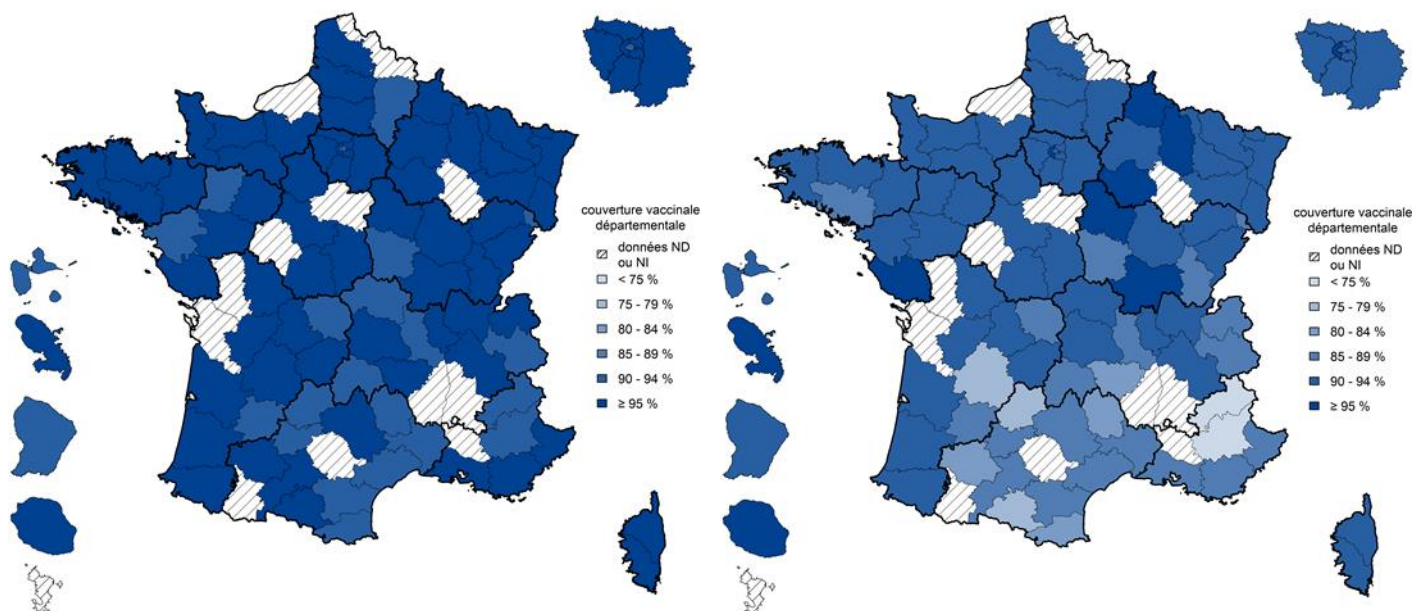 couverture vaccinale
départementale
données ND
ou NI
< 75 %
75 - 79 %
80 - 84 %
85 - 89 %
90 - 94 %
≥ 95 %
couverture vaccinale
départementale
données ND
ou NI
< 75 %
75 - 79 %
80 - 84 %
85 - 89 %
90 - 94 %
≥ 95 %